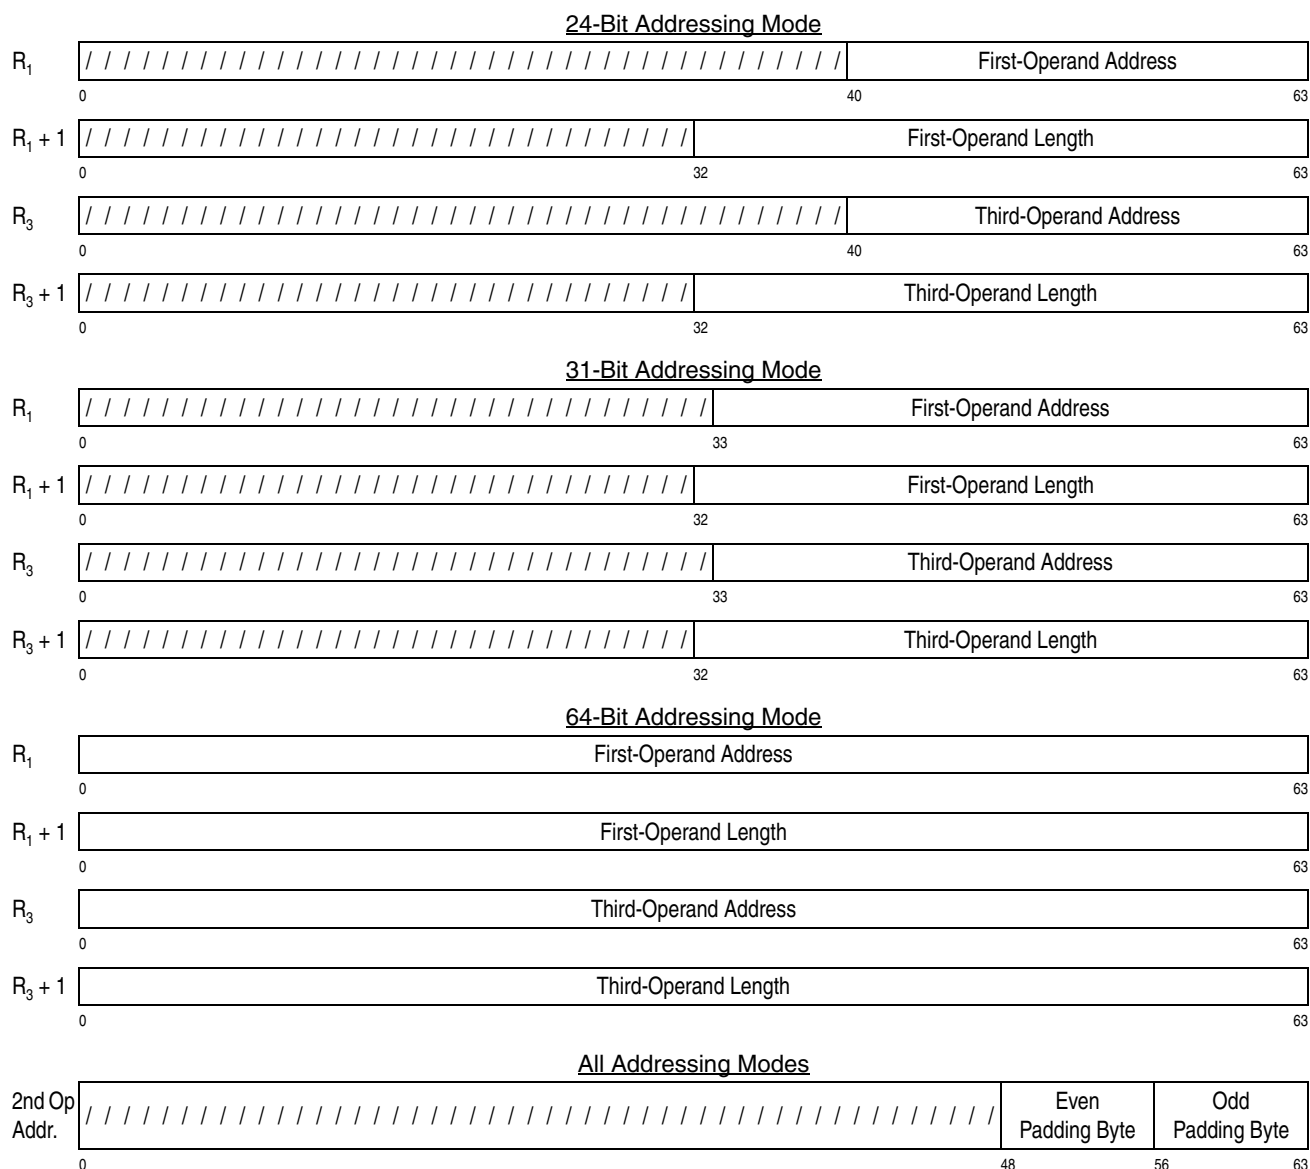 24-Bit Addressing Mode
R1 / / / / / / / / / / / / / / / / / / / / / / / / / / / / / / / / / / / / / / / / First-Operand Address
0 40 63
R1 + 1 / / / / / / / / / / / / / / / / / / / / / / / / / / / / / / / / First-Operand Length
0 32 63
R3 / / / / / / / / / / / / / / / / / / / / / / / / / / / / / / / / / / / / / / / / Third-Operand Address
0 40 63
R3 + 1 / / / / / / / / / / / / / / / / / / / / / / / / / / / / / / / / Third-Operand Length
0 32 63
31-Bit Addressing Mode
R1 / / / / / / / / / / / / / / / / / / / / / / / / / / / / / / / / / First-Operand Address
0 33 63
R1 + 1 / / / / / / / / / / / / / / / / / / / / / / / / / / / / / / / / First-Operand Length
0 32 63
R3 / / / / / / / / / / / / / / / / / / / / / / / / / / / / / / / / / Third-Operand Address
0 33 63
R3 + 1 / / / / / / / / / / / / / / / / / / / / / / / / / / / / / / / / Third-Operand Length
0 32 63
64-Bit Addressing Mode
R1 First-Operand Address
0 63
R1 + 1 First-Operand Length
0 63
R3 Third-Operand Address
0 63
R3 + 1 Third-Operand Length
0 63
All Addressing Modes
2nd Op Addr. / / / / / / / / / / / / / / / / / / / / / / / / / / / / / / / / / / / / / / / / / / / / / / / / Even Padding Byte Odd Padding Byte
0 48 56 63